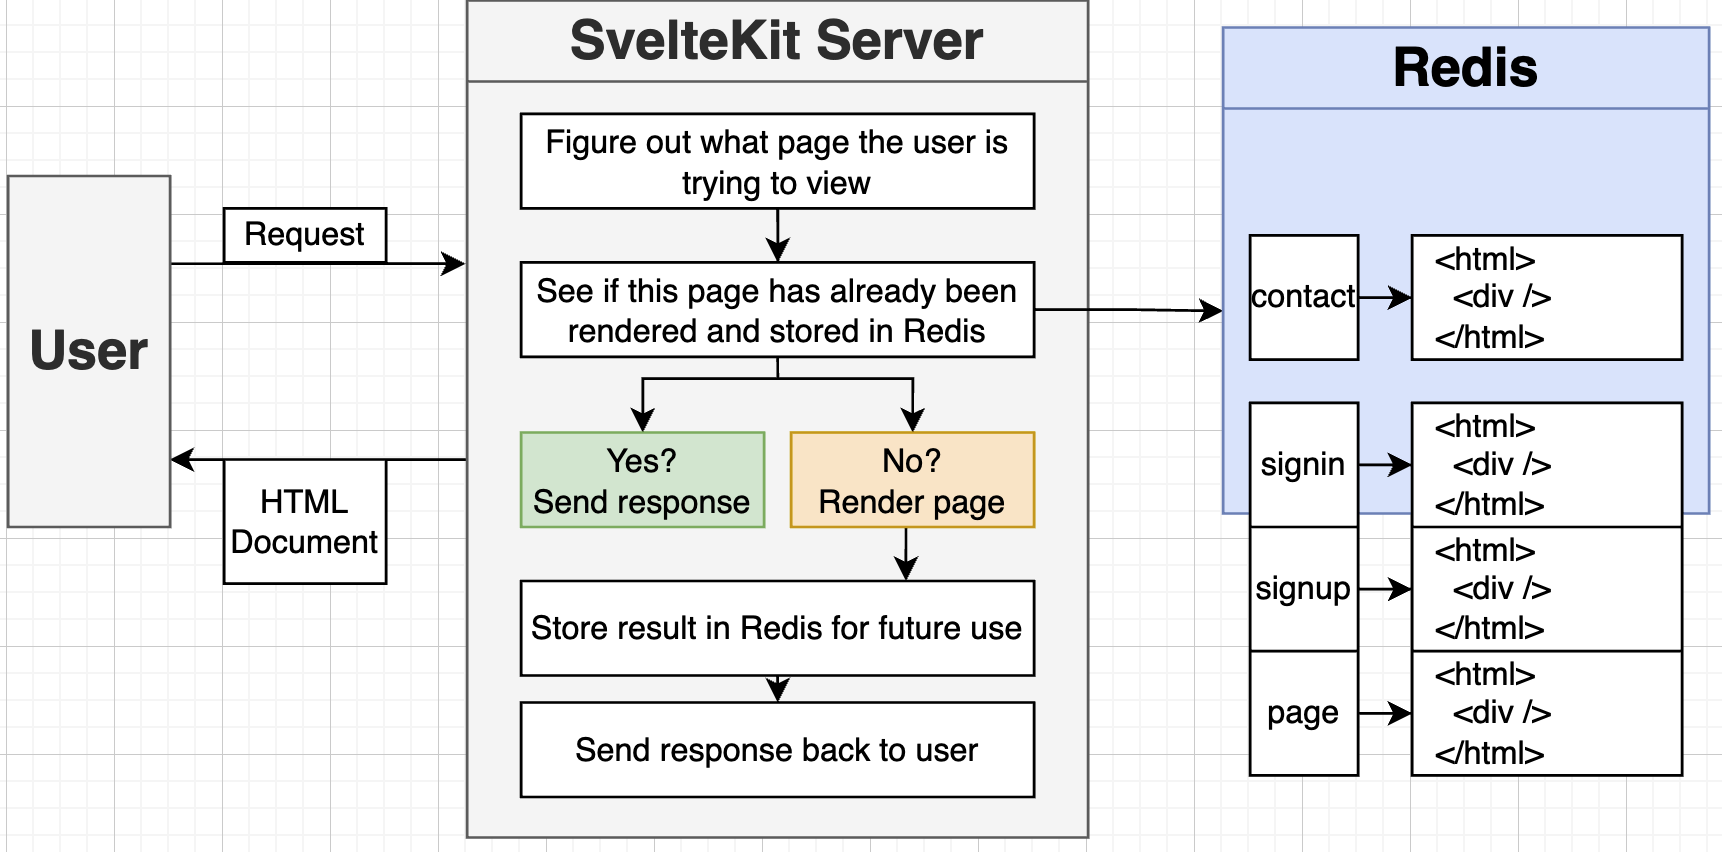 SvelteKit Server
Redis
Figure out what page the user is
trying to view
Request
See if this page has already been
rendered and stored in Redis
User
Yes?
Send response
No?
Render page
HTML
Document
Store result in Redis for future use
Send response back to user
contact
<html>
<div />
</html>
signin
<html>
<div />
</html>
signup
<html>
<div />
</html>
page
<html>
<div />
</html>